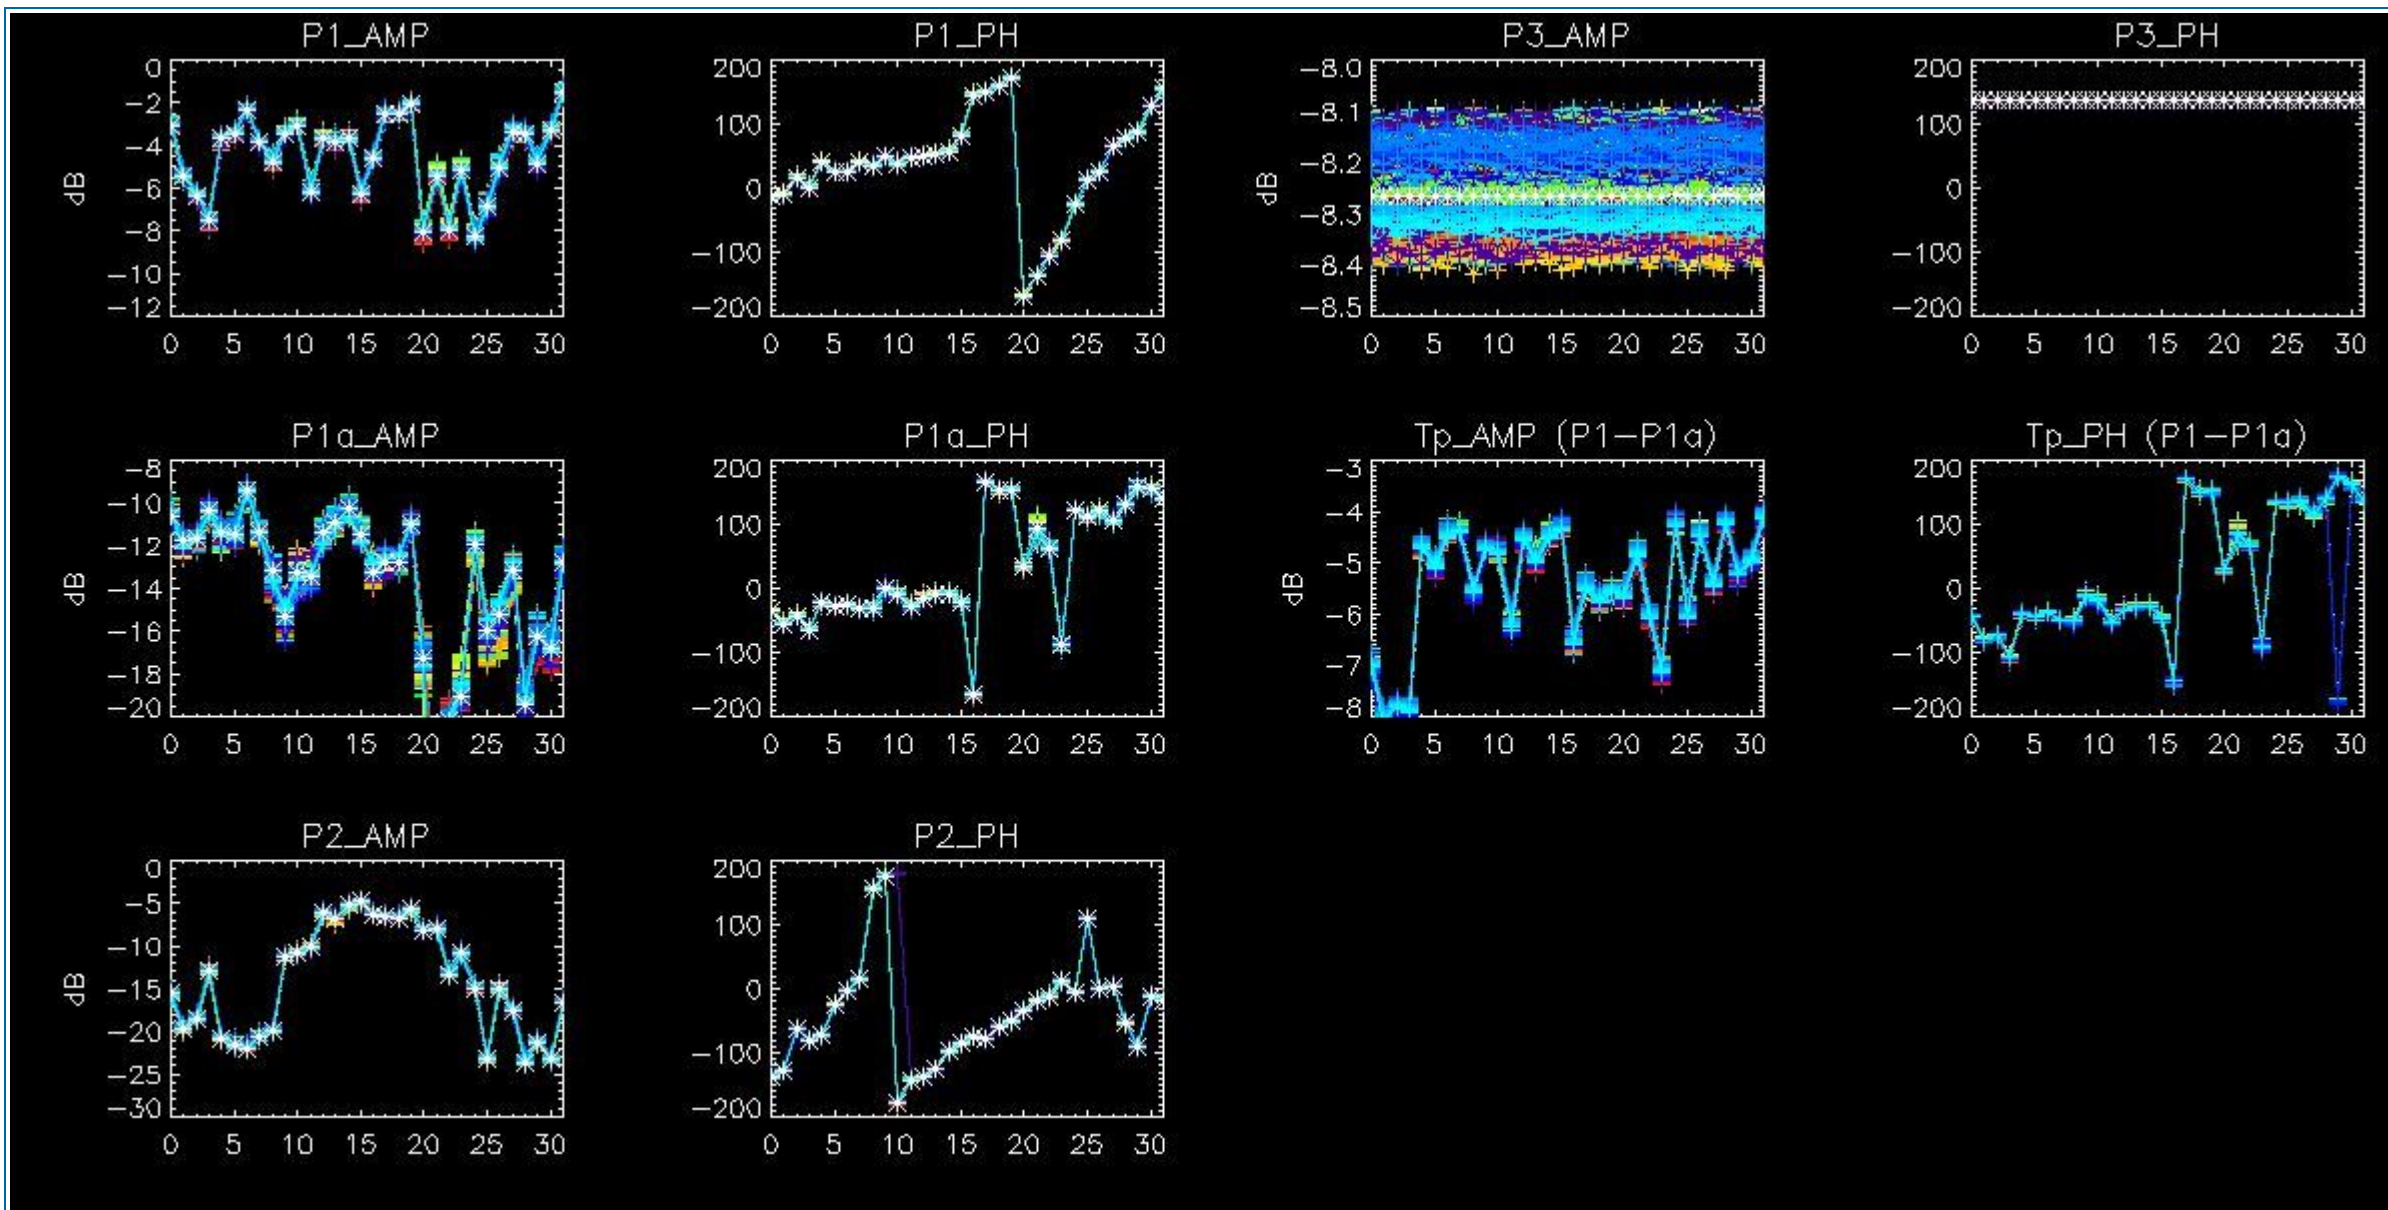 P1_AMP
P1_PH
P3_AMP
P3_PH
0
−2
−4
−6
−8
−10
−12
dB
0 5 10 15 20 25 30
200
100
0
−100
−200
0 5 10 15 20 25 30
−8.0
−8.1
−8.2
−8.3
−8.4
−8.5
dB
0 5 10 15 20 25 30
200
100
0
−100
−200
0 5 10 15 20 25 30
P1a_AMP
P1a_PH
Tp_AMP (P1−P1a)
Tp_PH (P1−P1a)
−8
−10
−12
−14
−16
−18
−20
dB
0 5 10 15 20 25 30
200
100
0
−100
−200
0 5 10 15 20 25 30
−3
−4
−5
−6
−7
−8
dB
0 5 10 15 20 25 30
200
100
0
−100
−200
0 5 10 15 20 25 30
P2_AMP
P2_PH
0
−5
−10
−15
−20
−25
−30
dB
0 5 10 15 20 25 30
200
100
0
−100
−200
0 5 10 15 20 25 30